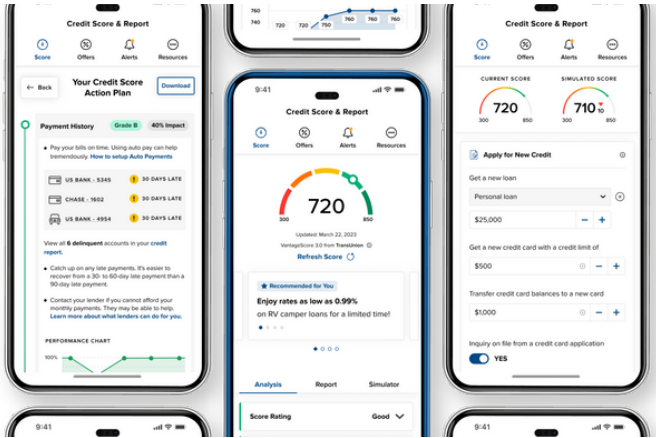 Credit Score & Report
Score
Offers
Alerts
Resources
← Back
Your Credit Score
Action Plan
Download
Payment History
Grade B
40% Impact
• Pay your bills on time. Using auto pay can help
tremendously. How to setup Auto Payments
US BANK - 5345
30 DAYS LATE
CHASE - 1602
30 DAYS LATE
US BANK - 4954
30 DAYS LATE
View all 6 delinquent accounts in your credit
report.
• Catch up on any late payments. It's easier to
recover from a 30- to 60-day late payment than a
90-day late payment.
• Contact your lender if you cannot afford your
monthly payments. They may be able to help.
Learn more about what lenders can do for you.
PERFORMANCE CHART
100%
9:41
760
740
720
720
750
760
760
760
9:41
Credit Score & Report
Score
Offers
Alerts
Resources
720
300
850
Updated: March 22, 2023
VantageScore 3.0 from TransUnion
Refresh Score
Recommended for You
Enjoy rates as low as 0.99%
on RV camper loans for a limited time!
Analysis
Report
Simulator
Score Rating
Good
Credit Score & Report
Score
Offers
Alerts
Resources
CURRENT SCORE
SIMULATED SCORE
720
710
10
300
850
300
850
Apply for New Credit
Get a new loan
Personal loan
$25,000
− +
Get a new credit card with a credit limit of
$500
− +
Transfer credit card balances to a new card
$1,000
− +
Inquiry on file from a credit card application
YES
9:41